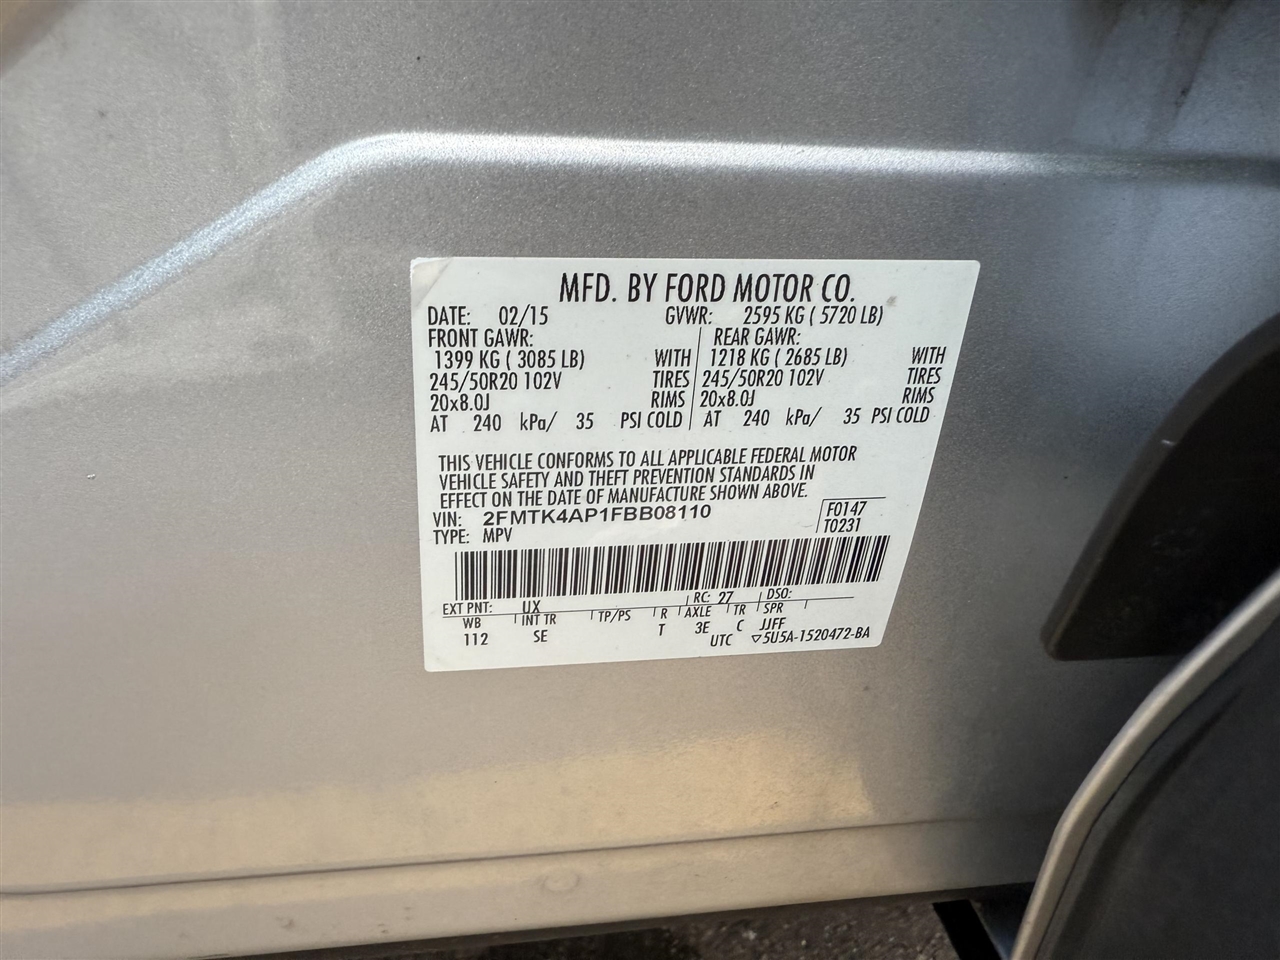 MFD. BY FORD MOTOR CO.
DATE: 02/15 GVWR: 2595 KG ( 5720 LB)
FRONT GAWR: REAR GAWR:
1399 KG ( 3085 LB) WITH 1218 KG ( 2685 LB) WITH
245/50R20 102V TIRES 245/50R20 102V TIRES
20x8.0J RIMS 20x8.0J RIMS
AT 240 kPa/ 35 PSI COLD AT 240 kPa/ 35 PSI COLD
THIS VEHICLE CONFORMS TO ALL APPLICABLE FEDERAL MOTOR
VEHICLE SAFETY AND THEFT PREVENTION STANDARDS IN
EFFECT ON THE DATE OF MANUFACTURE SHOWN ABOVE.
VIN: 2FMTK4AP1FBB08110 F0147
TYPE: MPV T0231
EXT PNT: UX RC: 27 DSO:
WB INT TR TP/PS R AXLE TR SPR
112 SE T 3E C JJFF
UTC ▽5U5A-1520472-BA